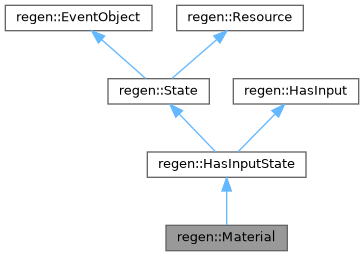 regen::EventObject
regen::Resource
regen::State
regen::HasInput
regen::HasInputState
regen::Material